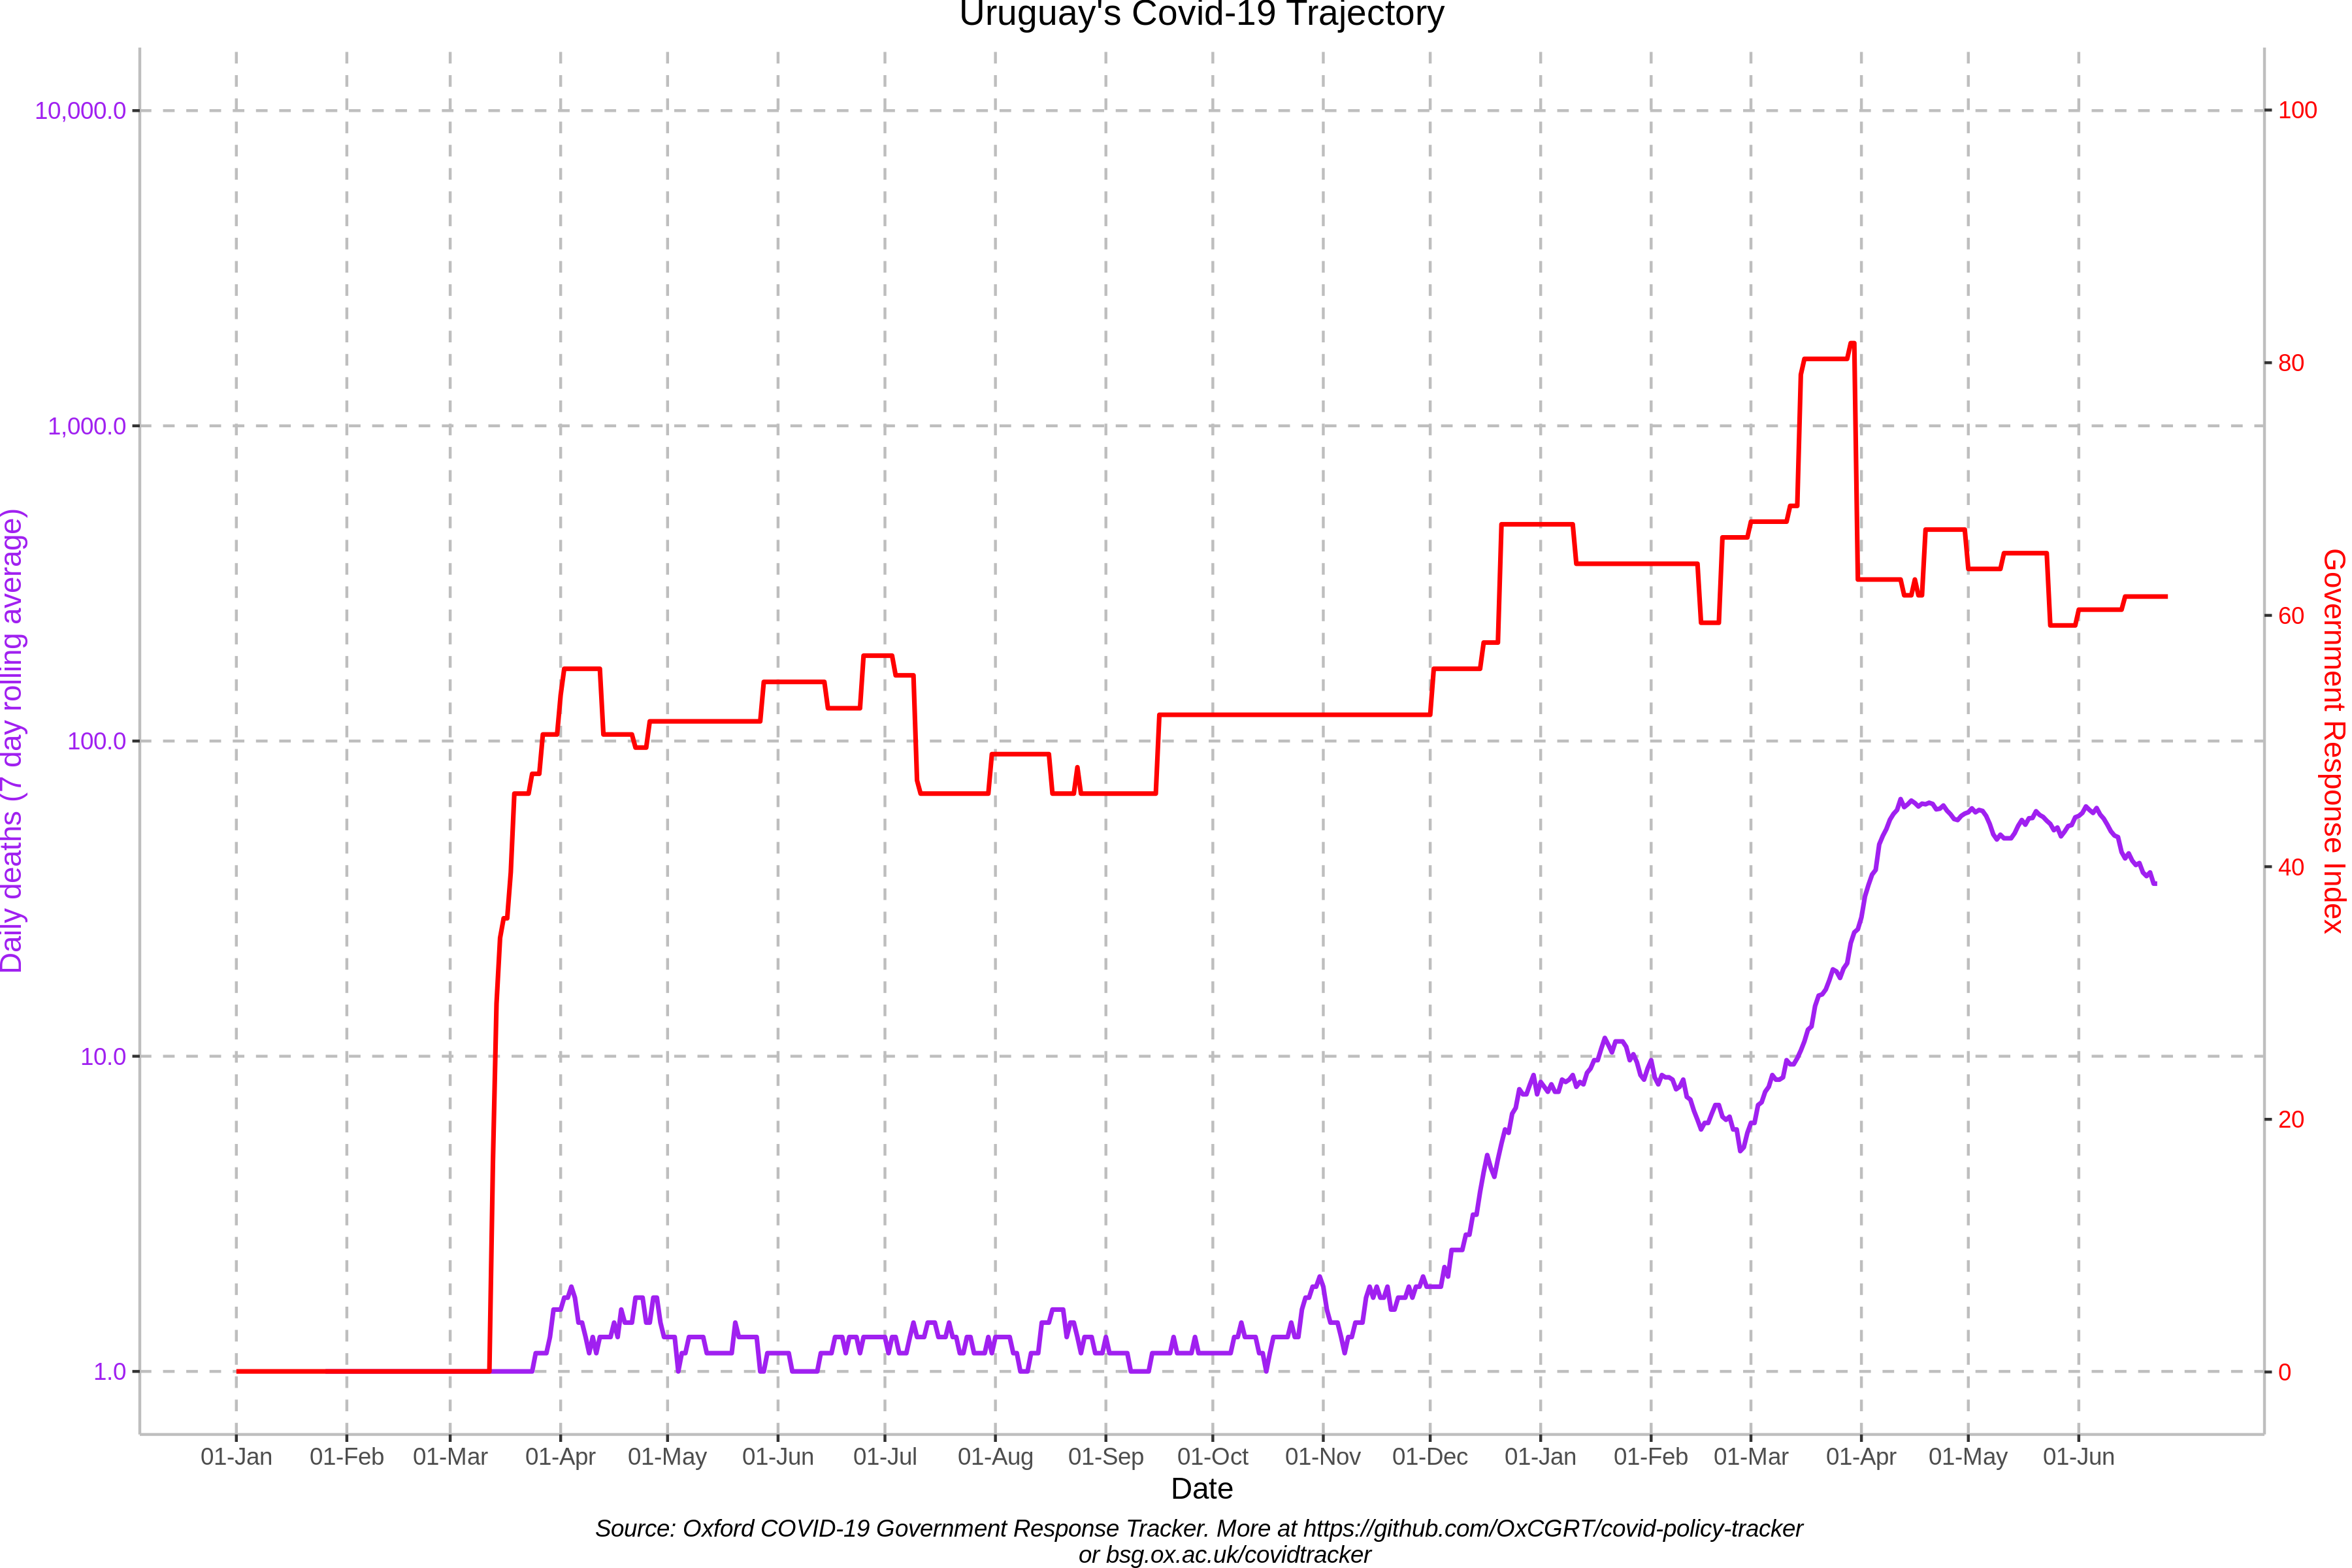 Uruguay's Covid-19 Trajectory
10,000.0
1,000.0
100.0
10.0
1.0
Daily deaths (7 day rolling average)
100
80
60
40
20
0
Government Response Index
01-Jan 01-Feb 01-Mar 01-Apr 01-May 01-Jun 01-Jul 01-Aug 01-Sep 01-Oct 01-Nov 01-Dec 01-Jan 01-Feb 01-Mar 01-Apr 01-May 01-Jun
Date
Source: Oxford COVID-19 Government Response Tracker. More at https://github.com/OxCGRT/covid-policy-tracker
or bsg.ox.ac.uk/covidtracker